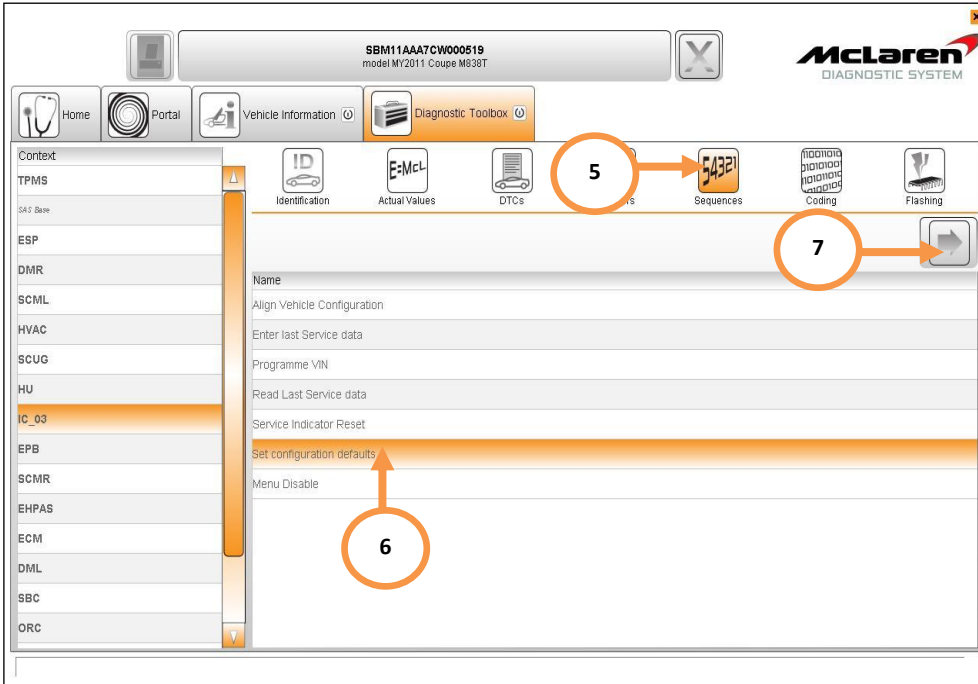 SBM11AAA7CW000519
model MY2011 Coupe M838T
McLaren
DIAGNOSTIC SYSTEM
Home
Portal
Vehicle Information
Diagnostic Toolbox
Context
TPMS
SAS Base
ESP
DMR
SCML
HVAC
SCUG
HU
IC_03
EPB
SCMR
EHPAS
ECM
DML
SBC
ORC
ID
E=McL
54321
Identification
Actual Values
DTCs
Sequences
Coding
Flashing
5
7
Name
Align Vehicle Configuration
Enter last Service data
Programme VIN
Read Last Service data
Service Indicator Reset
Set configuration defaults
Menu Disable
6